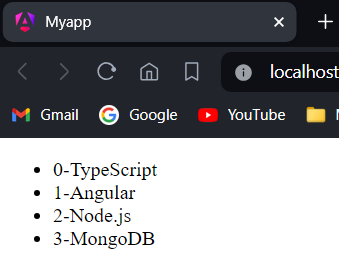 Myapp
localhost
Gmail
Google
YouTube
0-TypeScript
1-Angular
2-Node.js
3-MongoDB